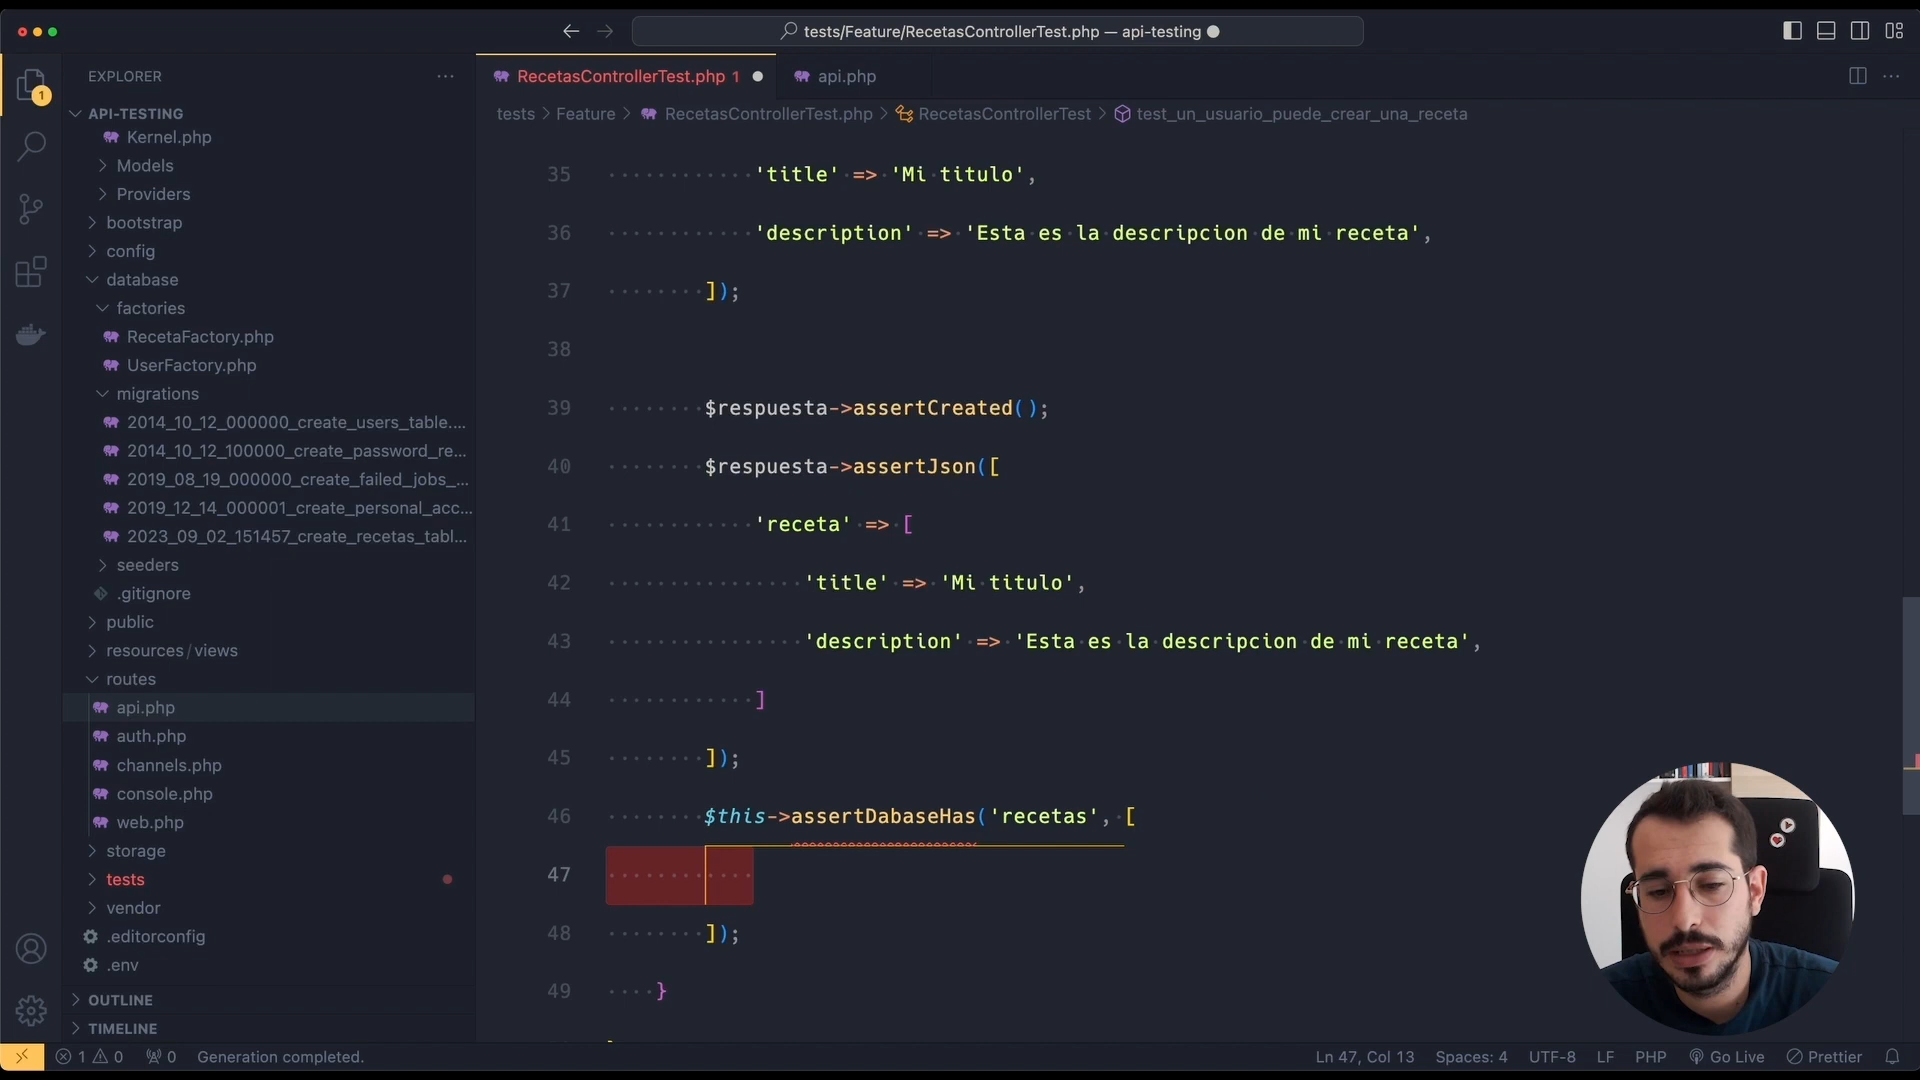 tests/Feature/RecetasControllerTest.php — api-testing
EXPLORER
API-TESTING
Kernel.php
Models
Providers
bootstrap
config
database
factories
RecetaFactory.php
UserFactory.php
migrations
2014_10_12_000000_create_users_table....
2014_10_12_100000_create_password_re...
2019_08_19_000000_create_failed_jobs_...
2019_12_14_000001_create_personal_acc...
2023_09_02_151457_create_recetas_tabl...
seeders
.gitignore
public
resources/views
routes
api.php
auth.php
channels.php
console.php
web.php
storage
tests
vendor
.editorconfig
.env
OUTLINE
TIMELINE
1
RecetasControllerTest.php 1
api.php
tests > Feature > RecetasControllerTest.php > RecetasControllerTest > test_un_usuario_puede_crear_una_receta
35 'title' => 'Mi titulo',
36 'description' => 'Esta es la descripcion de mi receta',
37 ]);
38
39 $respuesta->assertCreated();
40 $respuesta->assertJson([
41 'receta' => [
42 'title' => 'Mi titulo',
43 'description' => 'Esta es la descripcion de mi receta',
44 ]
45 ]);
46 $this->assertDabaseHas('recetas', [
47
48 ]);
49 }
1 0 0 Generation completed. Ln 47, Col 13 Spaces: 4 UTF-8 LF PHP Go Live Prettier